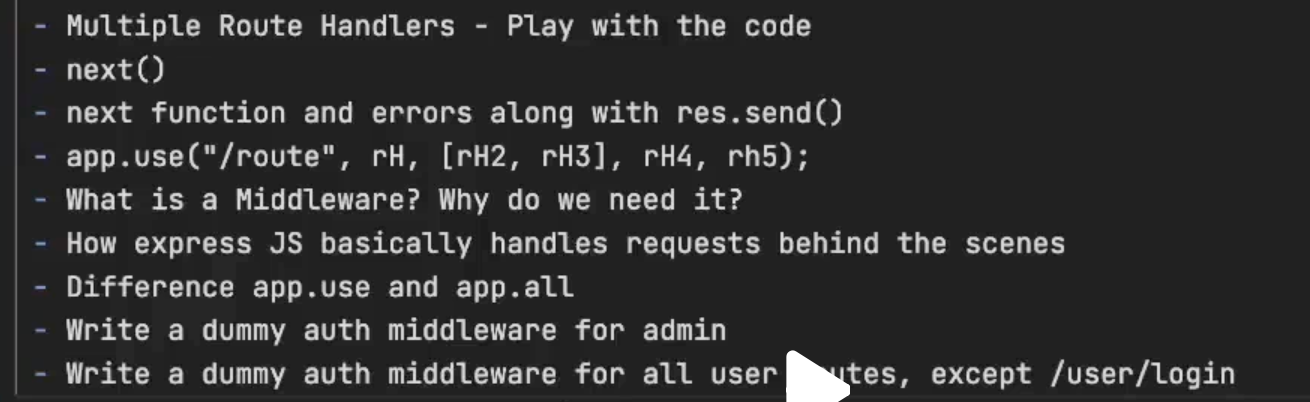 - Multiple Route Handlers - Play with the code
- next()
- next function and errors along with res.send()
- app.use("/route", rH, [rH2, rH3], rH4, rh5);
- What is a Middleware? Why do we need it?
- How express JS basically handles requests behind the scenes
- Difference app.use and app.all
- Write a dummy auth middleware for admin
- Write a dummy auth middleware for all user , except /user/login